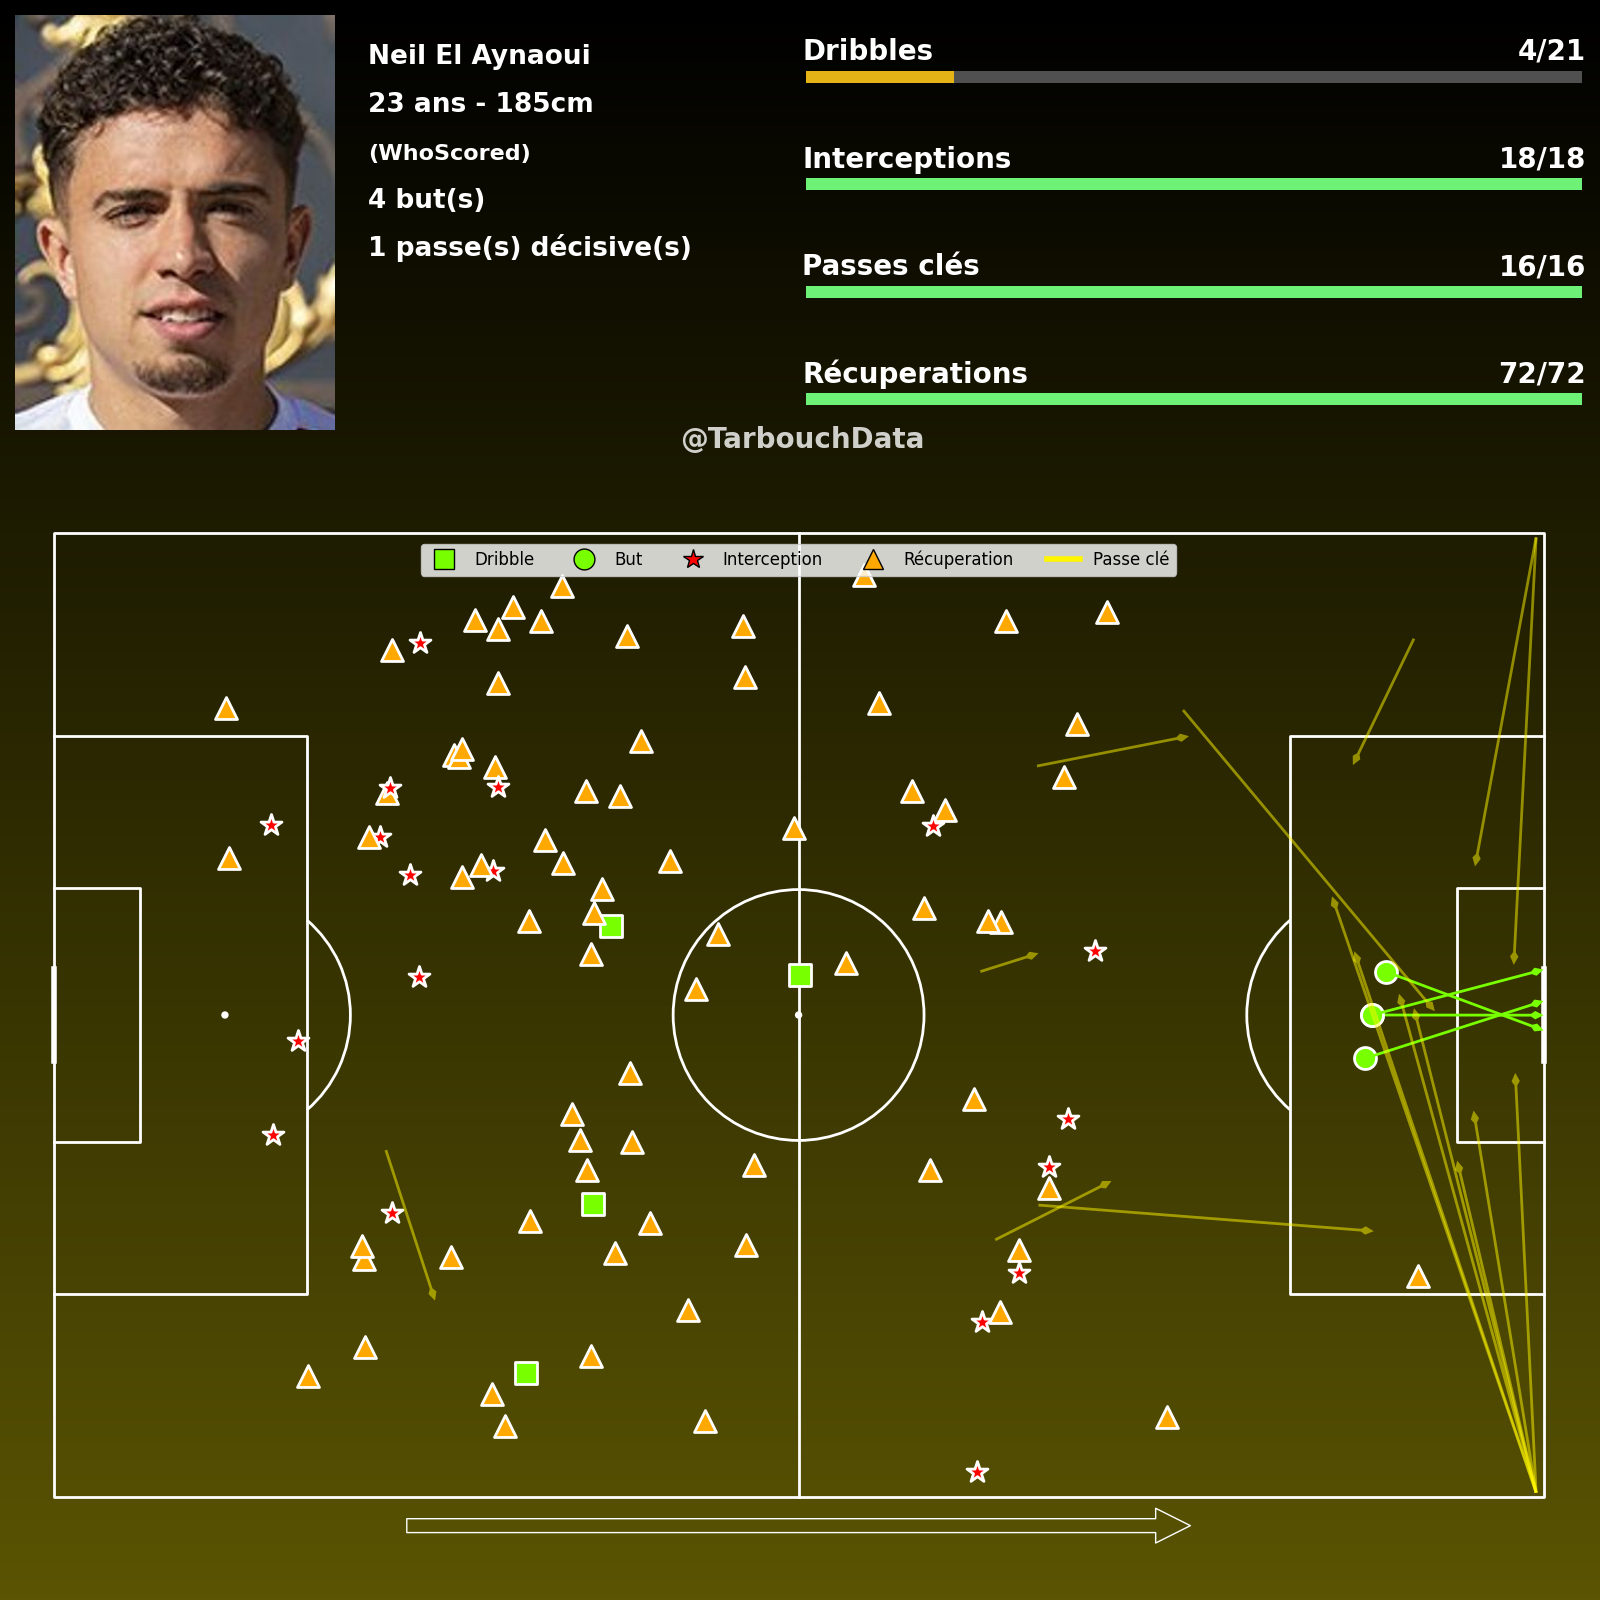 Neil El Aynaoui
23 ans - 185cm
(WhoScored)
4 but(s)
1 passe(s) décisive(s)
Dribbles 4/21
Interceptions 18/18
Passes clés 16/16
Récuperations 72/72
@TarbouchData
Dribble But Interception Récuperation Passe clé